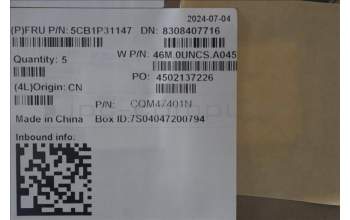 2024-07-04
(P)FRU P/N: 5CB1P31147 DN: 8308407716
W P/N: 46M.0UNCS.A045
Quantity: 5
PO: 4502137226
(4L)Origin: CN
P/N: CQM47401N
Made in China Box ID:7S04047200794
Inbound info: